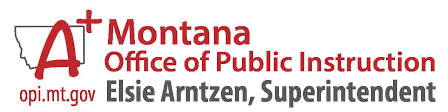 A+
Montana
Office of Public Instruction
opi.mt.gov
Elsie Arntzen, Superintendent